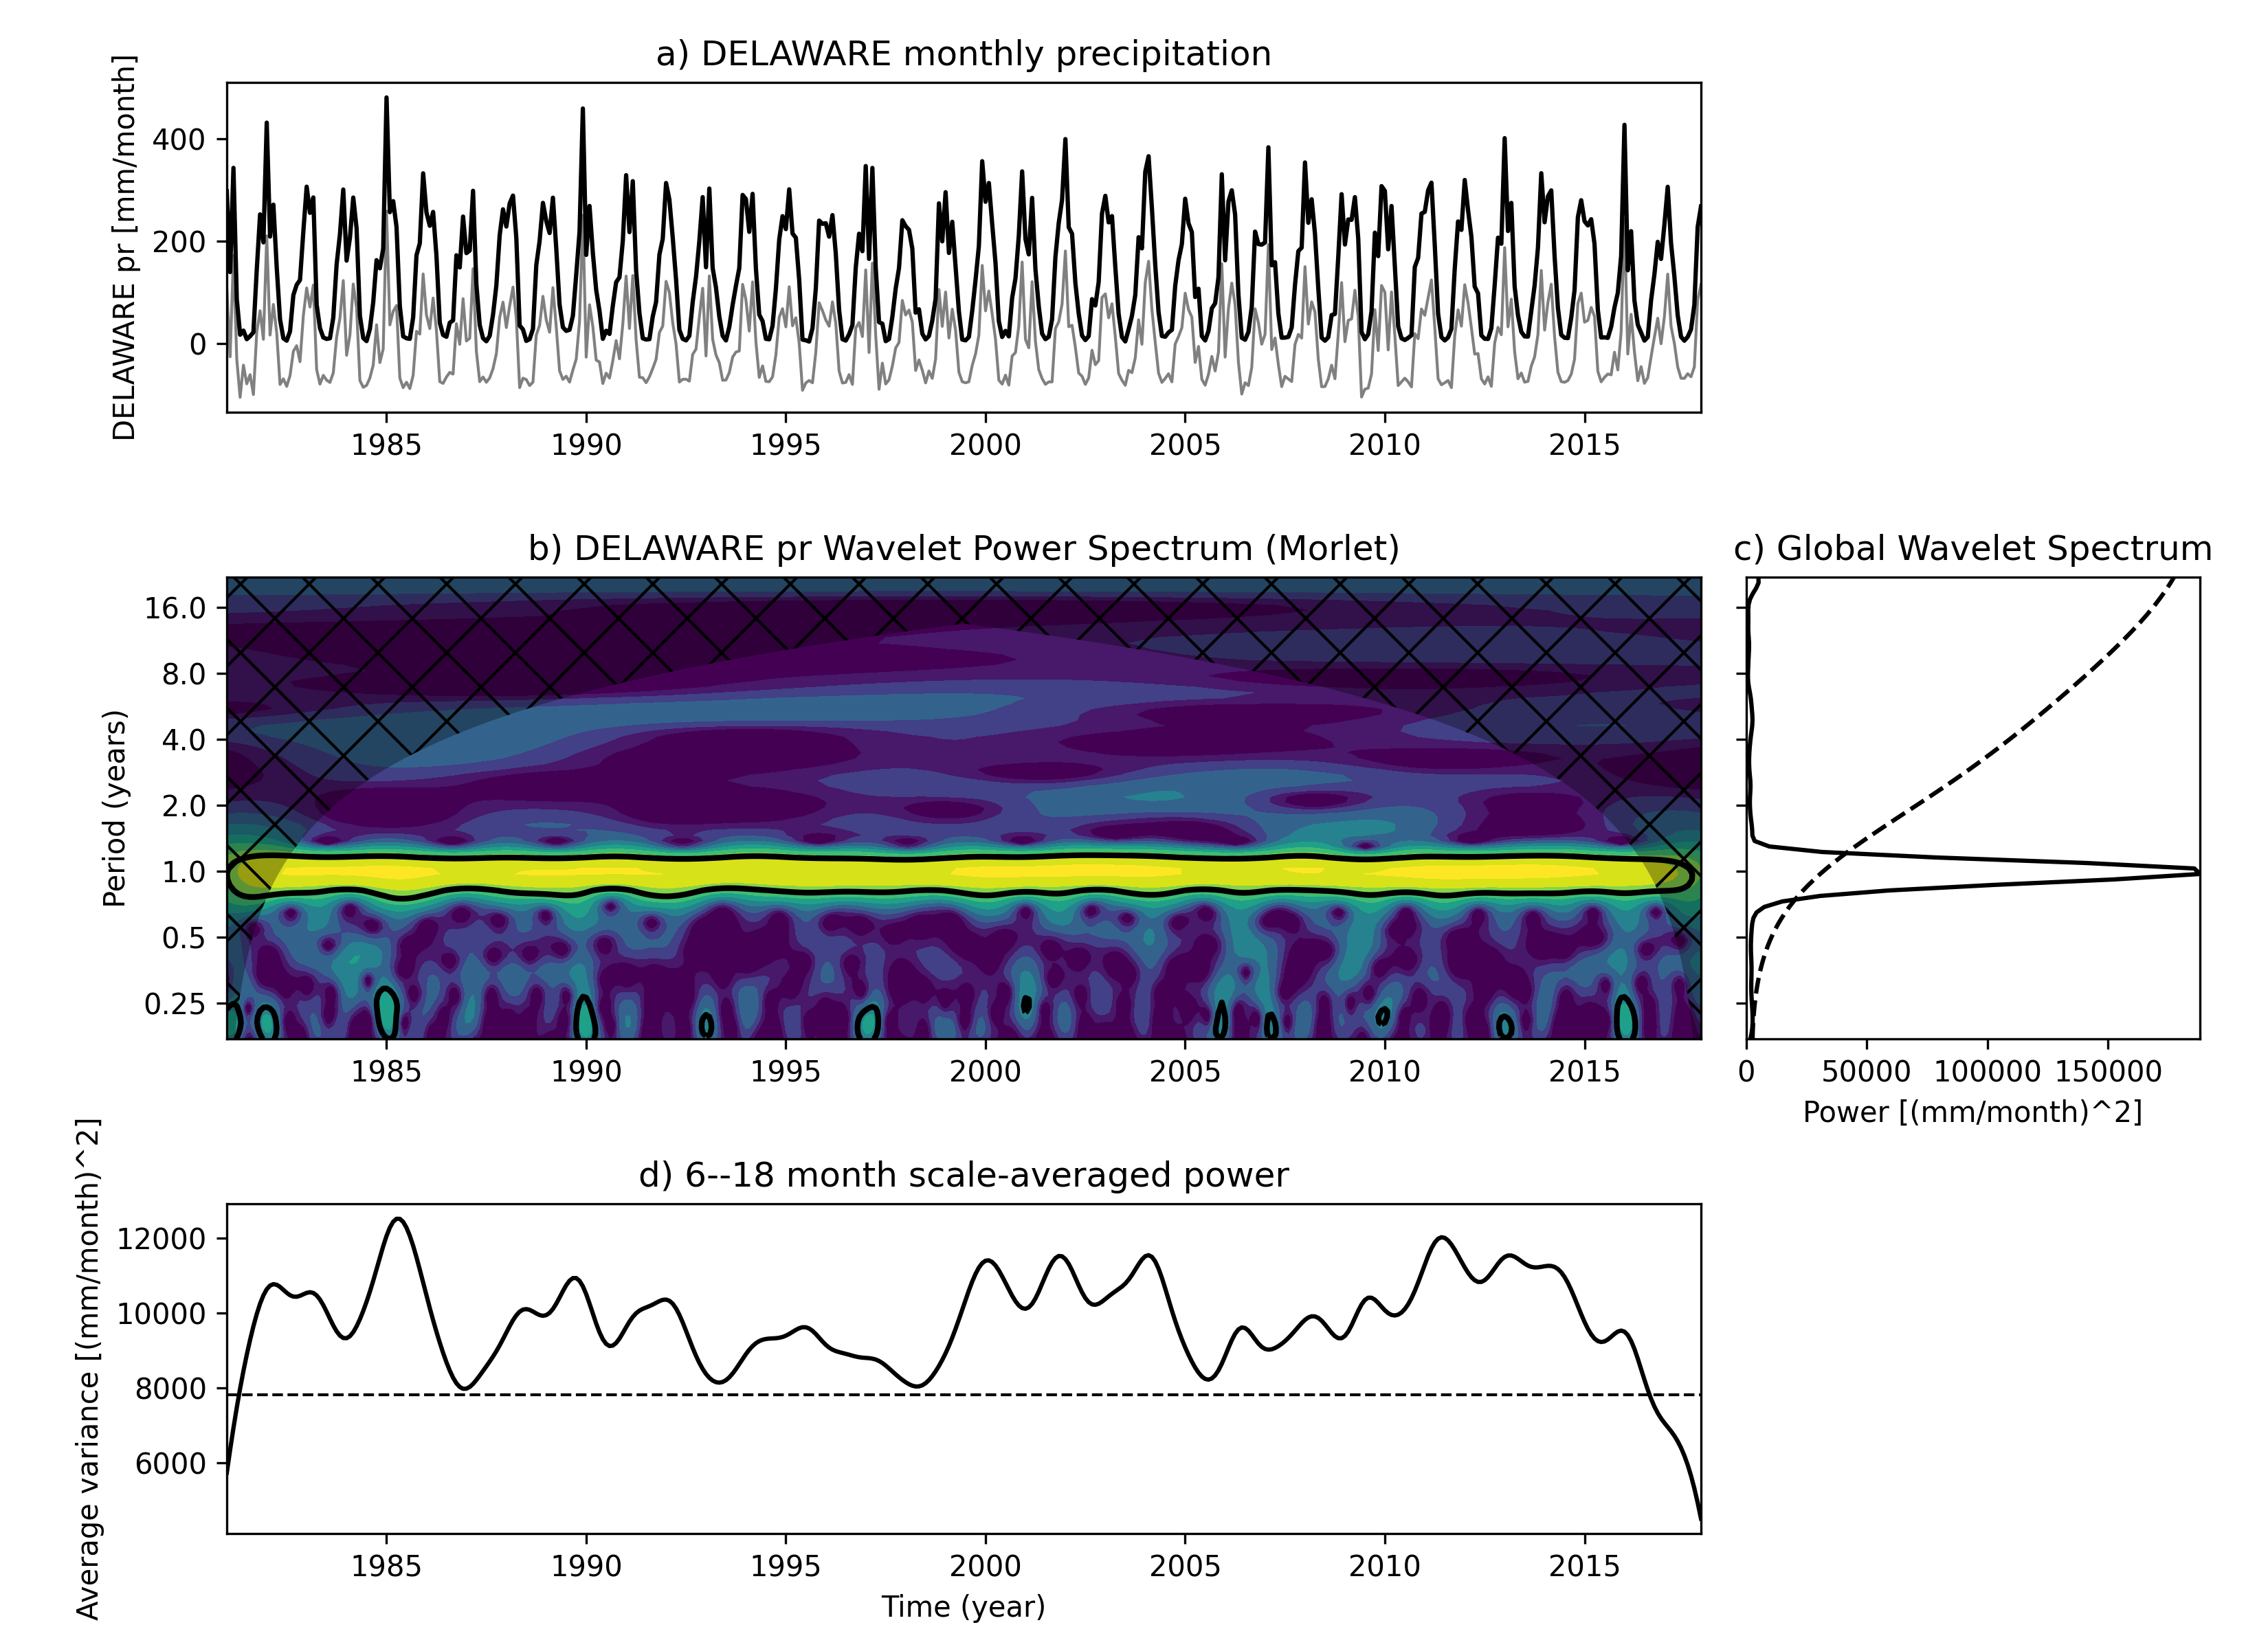 a) DELAWARE monthly precipitation
DELAWARE pr [mm/month]
400
200
0
1985 1990 1995 2000 2005 2010 2015
b) DELAWARE pr Wavelet Power Spectrum (Morlet)
Period (years)
16.0
8.0
4.0
2.0
1.0
0.5
0.25
1985 1990 1995 2000 2005 2010 2015
c) Global Wavelet Spectrum
0 50000 100000 150000
Power [(mm/month)^2]
d) 6--18 month scale-averaged power
Average variance [(mm/month)^2]
12000
10000
8000
6000
1985 1990 1995 2000 2005 2010 2015
Time (year)